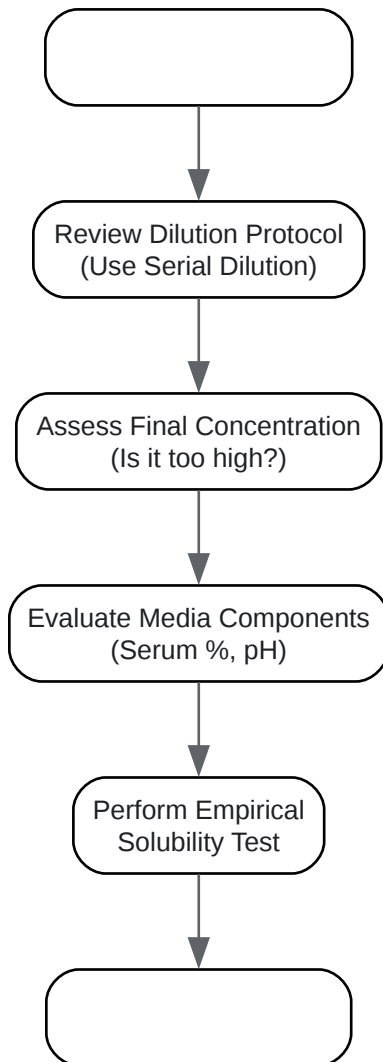 Review Dilution Protocol
(Use Serial Dilution)
Assess Final Concentration
(Is it too high?)
Evaluate Media Components
(Serum %, pH)
Perform Empirical
Solubility Test